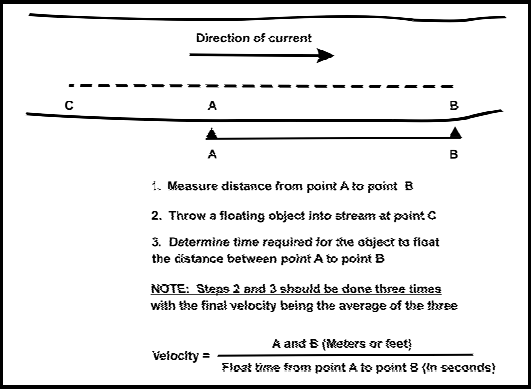 Direction of current
C A B
A B
1. Measure distance from point A to point B
2. Throw a floating object into stream at point C
3. Determine time required for the object to float
the distance between point A to point B
NOTE: Steps 2 and 3 should be done three times
with the final velocity being the average of the three
A and B (Meters or feet)
Velocity =
Float time from point A to point B (In seconds)